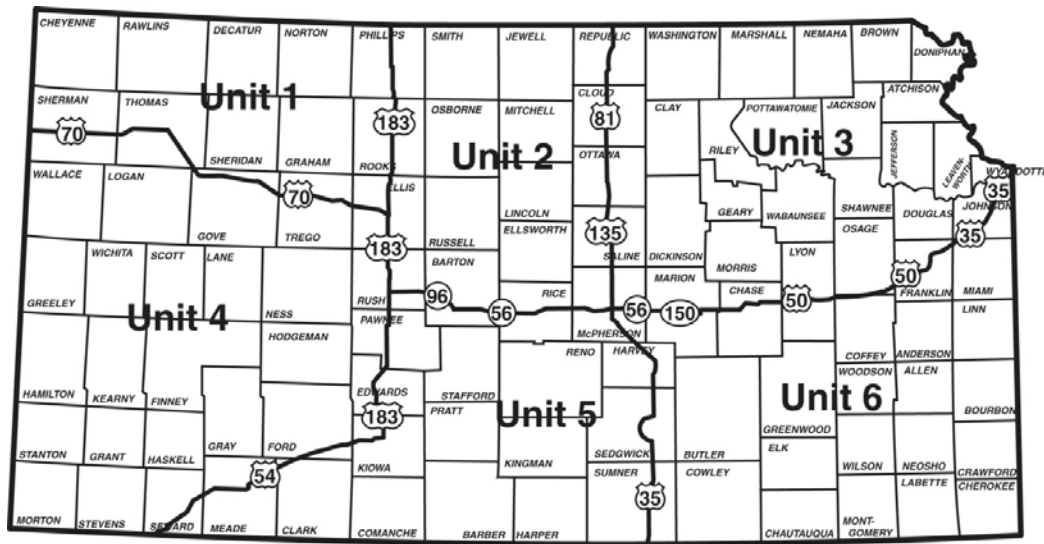 CHEYENNE
RAWLINS
DECATUR
NORTON
PHILLIPS
SMITH
JEWELL
REPUBLIC
WASHINGTON
MARSHALL
NEMAHA
BROWN
DONIPHAN
ATCHISON
SHERMAN
THOMAS
Unit 1
183
OSBORNE
MITCHELL
CLOUD
81
CLAY
POTTAWATOMIE
JACKSON
70
Unit 2
Unit 3
RILEY
JEFFERSON
LEAVEN-
WORTH
WYANDOTTE
SHERIDAN
GRAHAM
ROOKS
OTTAWA
WALLACE
LOGAN
70
ELLIS
35
GOVE
TREGO
LINCOLN
GEARY
WABAUNSEE
SHAWNEE
DOUGLAS
JOHNSON
183
RUSSELL
ELLSWORTH
135
SALINE
DICKINSON
OSAGE
35
WICHITA
SCOTT
LANE
BARTON
MORRIS
LYON
MARION
50
GREELEY
Unit 4
NESS
RUSH
96
RICE
56
56
150
CHASE
50
FRANKLIN
MIAMI
PAWNEE
McPHERSON
LINN
HODGEMAN
RENO
HARVEY
COFFEY
ANDERSON
HAMILTON
KEARNY
FINNEY
EDWARDS
STAFFORD
WOODSON
ALLEN
183
PRATT
Unit 5
Unit 6
BOURBON
GREENWOOD
STANTON
GRANT
HASKELL
GRAY
FORD
KIOWA
KINGMAN
SEDGWICK
BUTLER
ELK
54
SUMNER
COWLEY
WILSON
NEOSHO
CRAWFORD
LABETTE
CHEROKEE
35
MORTON
STEVENS
SEWARD
MEADE
CLARK
COMANCHE
BARBER
HARPER
CHAUTAUQUA
MONT-
GOMERY